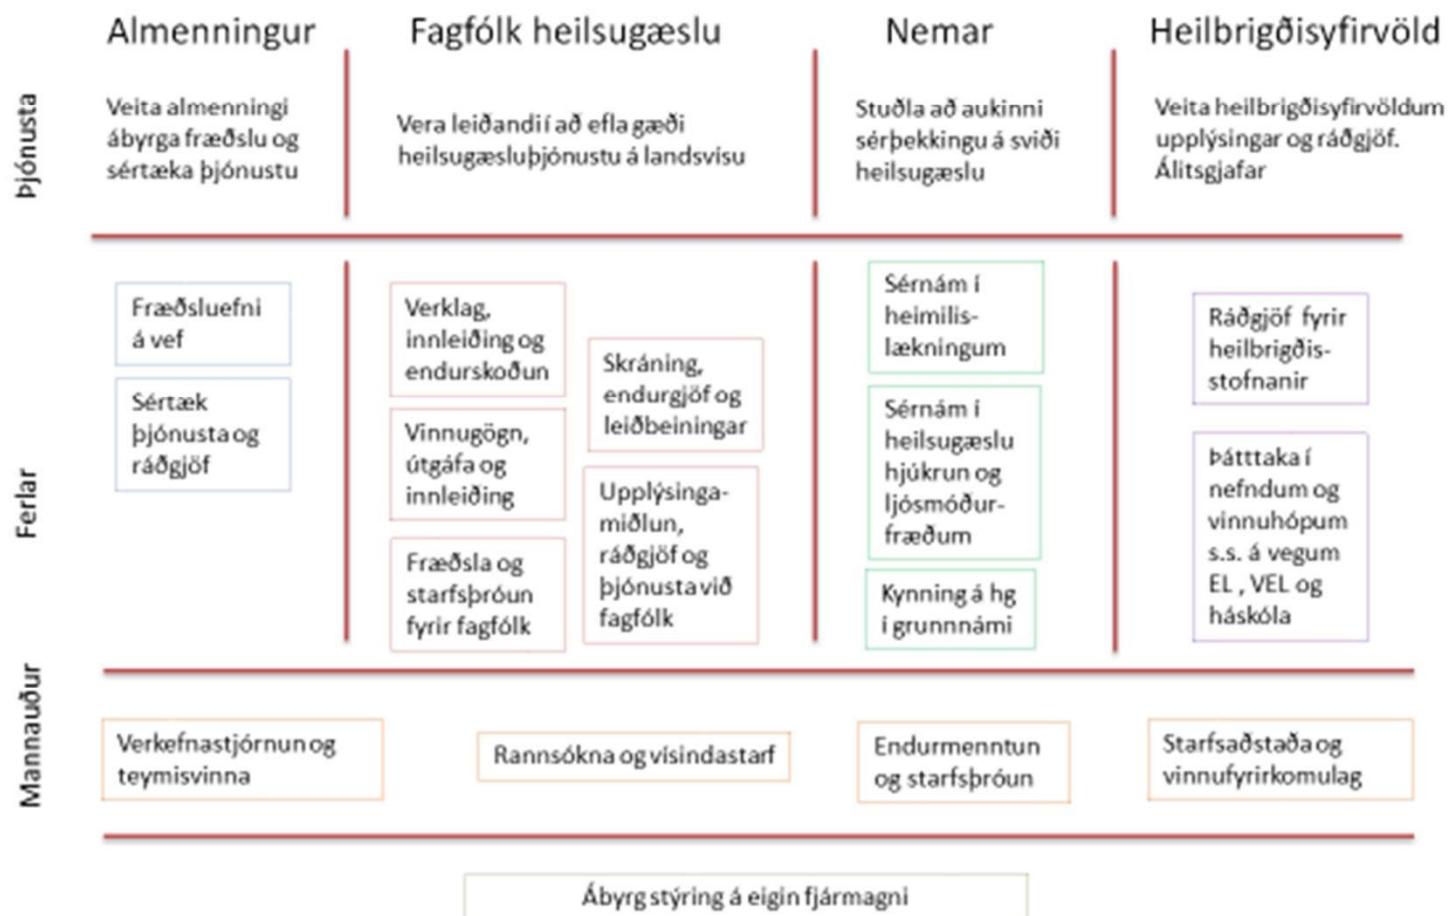 Almenningur
Fagfólk heilsugæslu
Nemar
Heilbrigðisyfirvöld
Þjónusta
Veita almenningi
ábyrga fræðslu og
sértæka þjónustu
Vera leiðandi í að efla gæði
heilsugæsluþjónustu á landsvísu
Stuðla að aukinni
sérþekkingu á sviði
heilsugæslu
Veita heilbrigðisyfirvöldum
upplýsingar og ráðgjöf.
Álitsgjafar
Ferlar
Fræðsluefni
á vef
Sértæk
þjónusta og
ráðgjöf
Verklag,
innleiðing og
endurskoðun
Vinnugögn,
útgáfa og
innleiðing
Fræðsla og
starfsþróun
fyrir fagfólk
Skráning,
endurgjöf og
leiðbeiningar
Upplýsinga-
miðlun,
ráðgjöf og
þjónusta við
fagfólk
Sérnám í
heimilis-
lækningum
Sérnám í
heilsugæslu
hjúkrun og
ljósmóður-
fræðum
Kynning á hg
í grunnnámi
Ráðgjöf fyrir
heilbrigðis-
stofnanir
Þátttaka í
nefndum og
vinnuhópum
s.s. á vegum
EL , VEL og
háskóla
Mannauður
Verkefnastjórnun og
teymisvinna
Rannsókna og vísindastarf
Endurmenntun
og starfsþróun
Starfsaðstaða og
vinnufyrirkomulag
Ábyrg stýring á eigin fjármagni